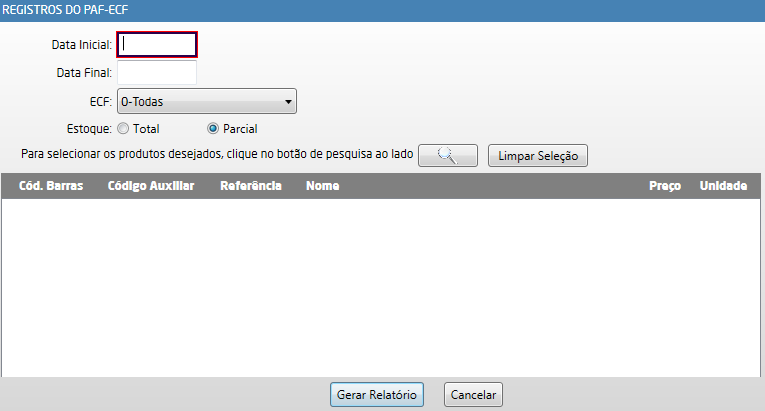 REGISTROS DO PAF-ECF
Data Inicial:
Data Final:
ECF: 0-Todas
Estoque: Total Parcial
Para selecionar os produtos desejados, clique no botão de pesquisa ao lado Limpar Seleção
Cód. Barras Código Auxiliar Referência Nome Preço Unidade
Gerar Relatório Cancelar